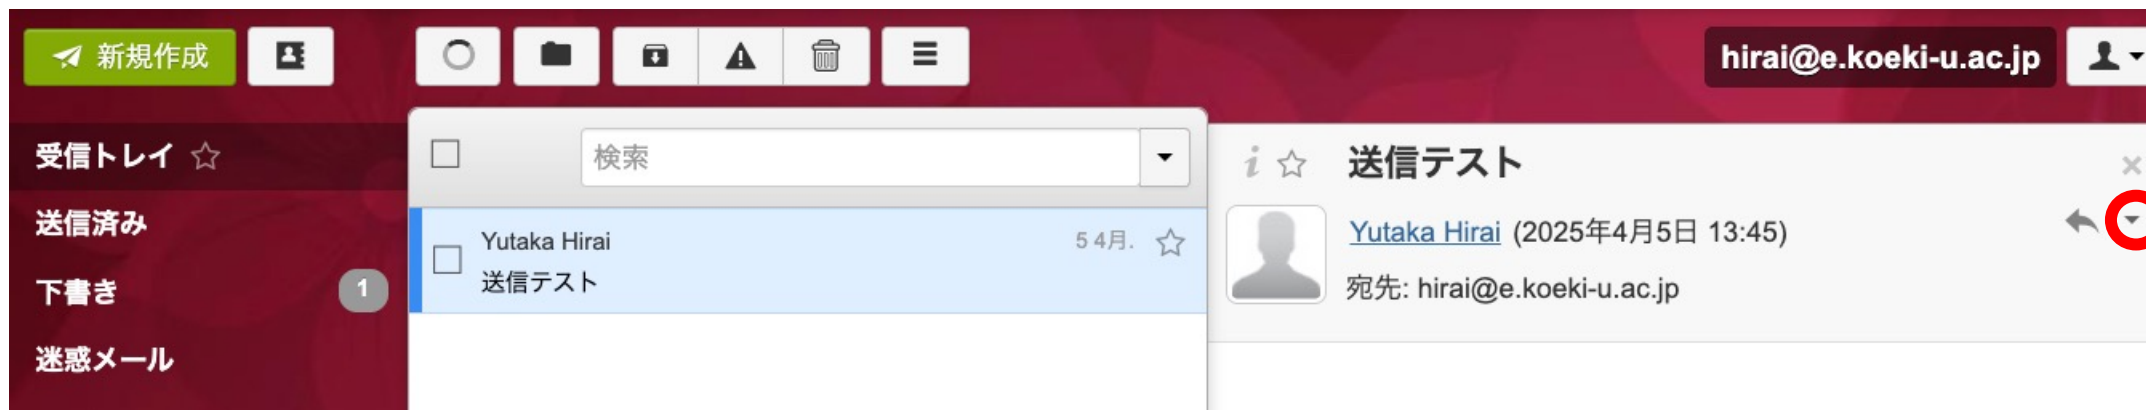 新規作成
hirai@e.koeki-u.ac.jp
受信トレイ
送信済み
下書き
1
迷惑メール
検索
Yutaka Hirai
5 4月.
送信テスト
送信テスト
Yutaka Hirai (2025年4月5日 13:45)
宛先: hirai@e.koeki-u.ac.jp